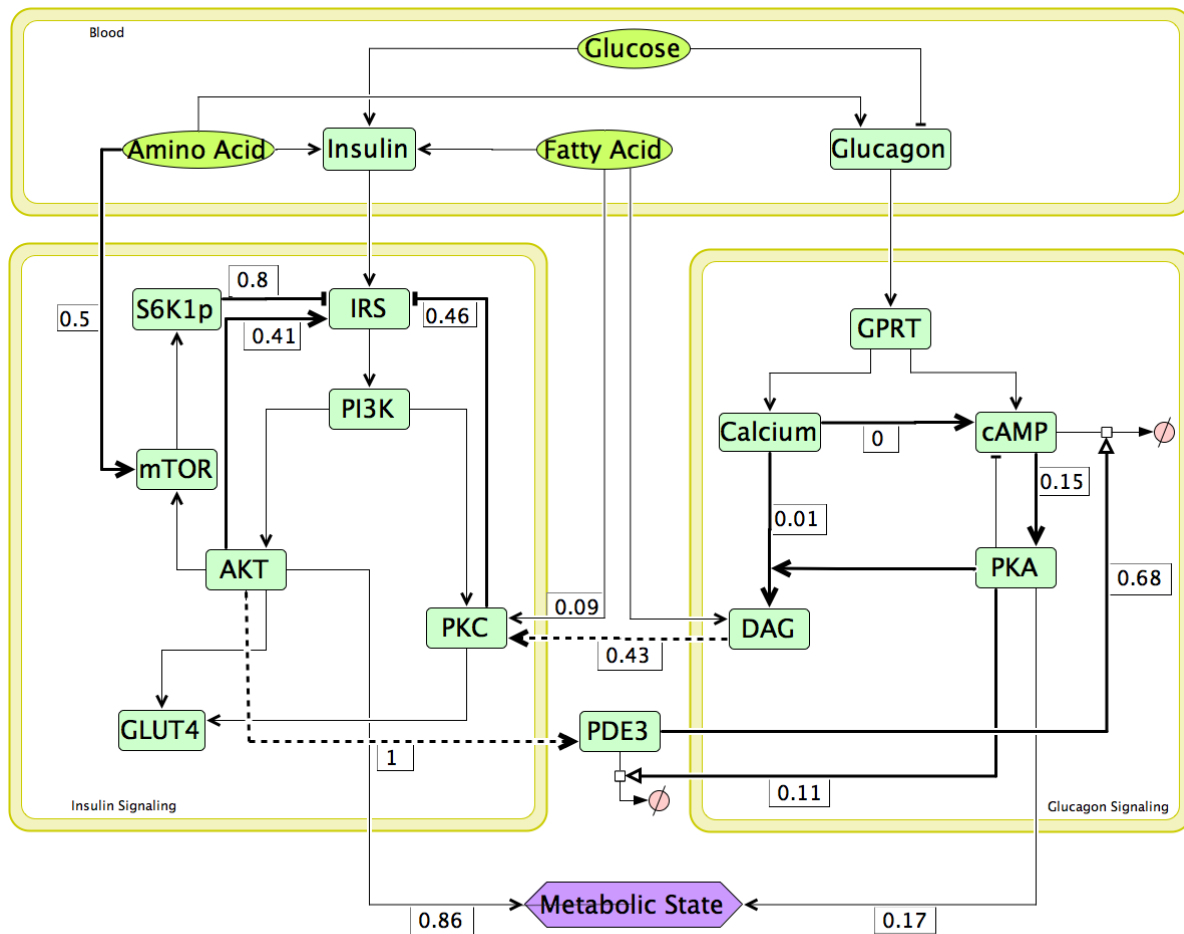 Blood
Glucose
Amino Acid
Insulin
Fatty Acid
Glucagon
0.8
S6K1p
IRS
0.46
0.5
0.41
GPRT
PI3K
Calcium
cAMP
0
mTOR
0.15
0.01
AKT
PKA
0.68
0.09
PKC
DAG
0.43
GLUT4
PDE3
1
0.11
Insulin Signaling
Glucagon Signaling
Metabolic State
0.86
0.17